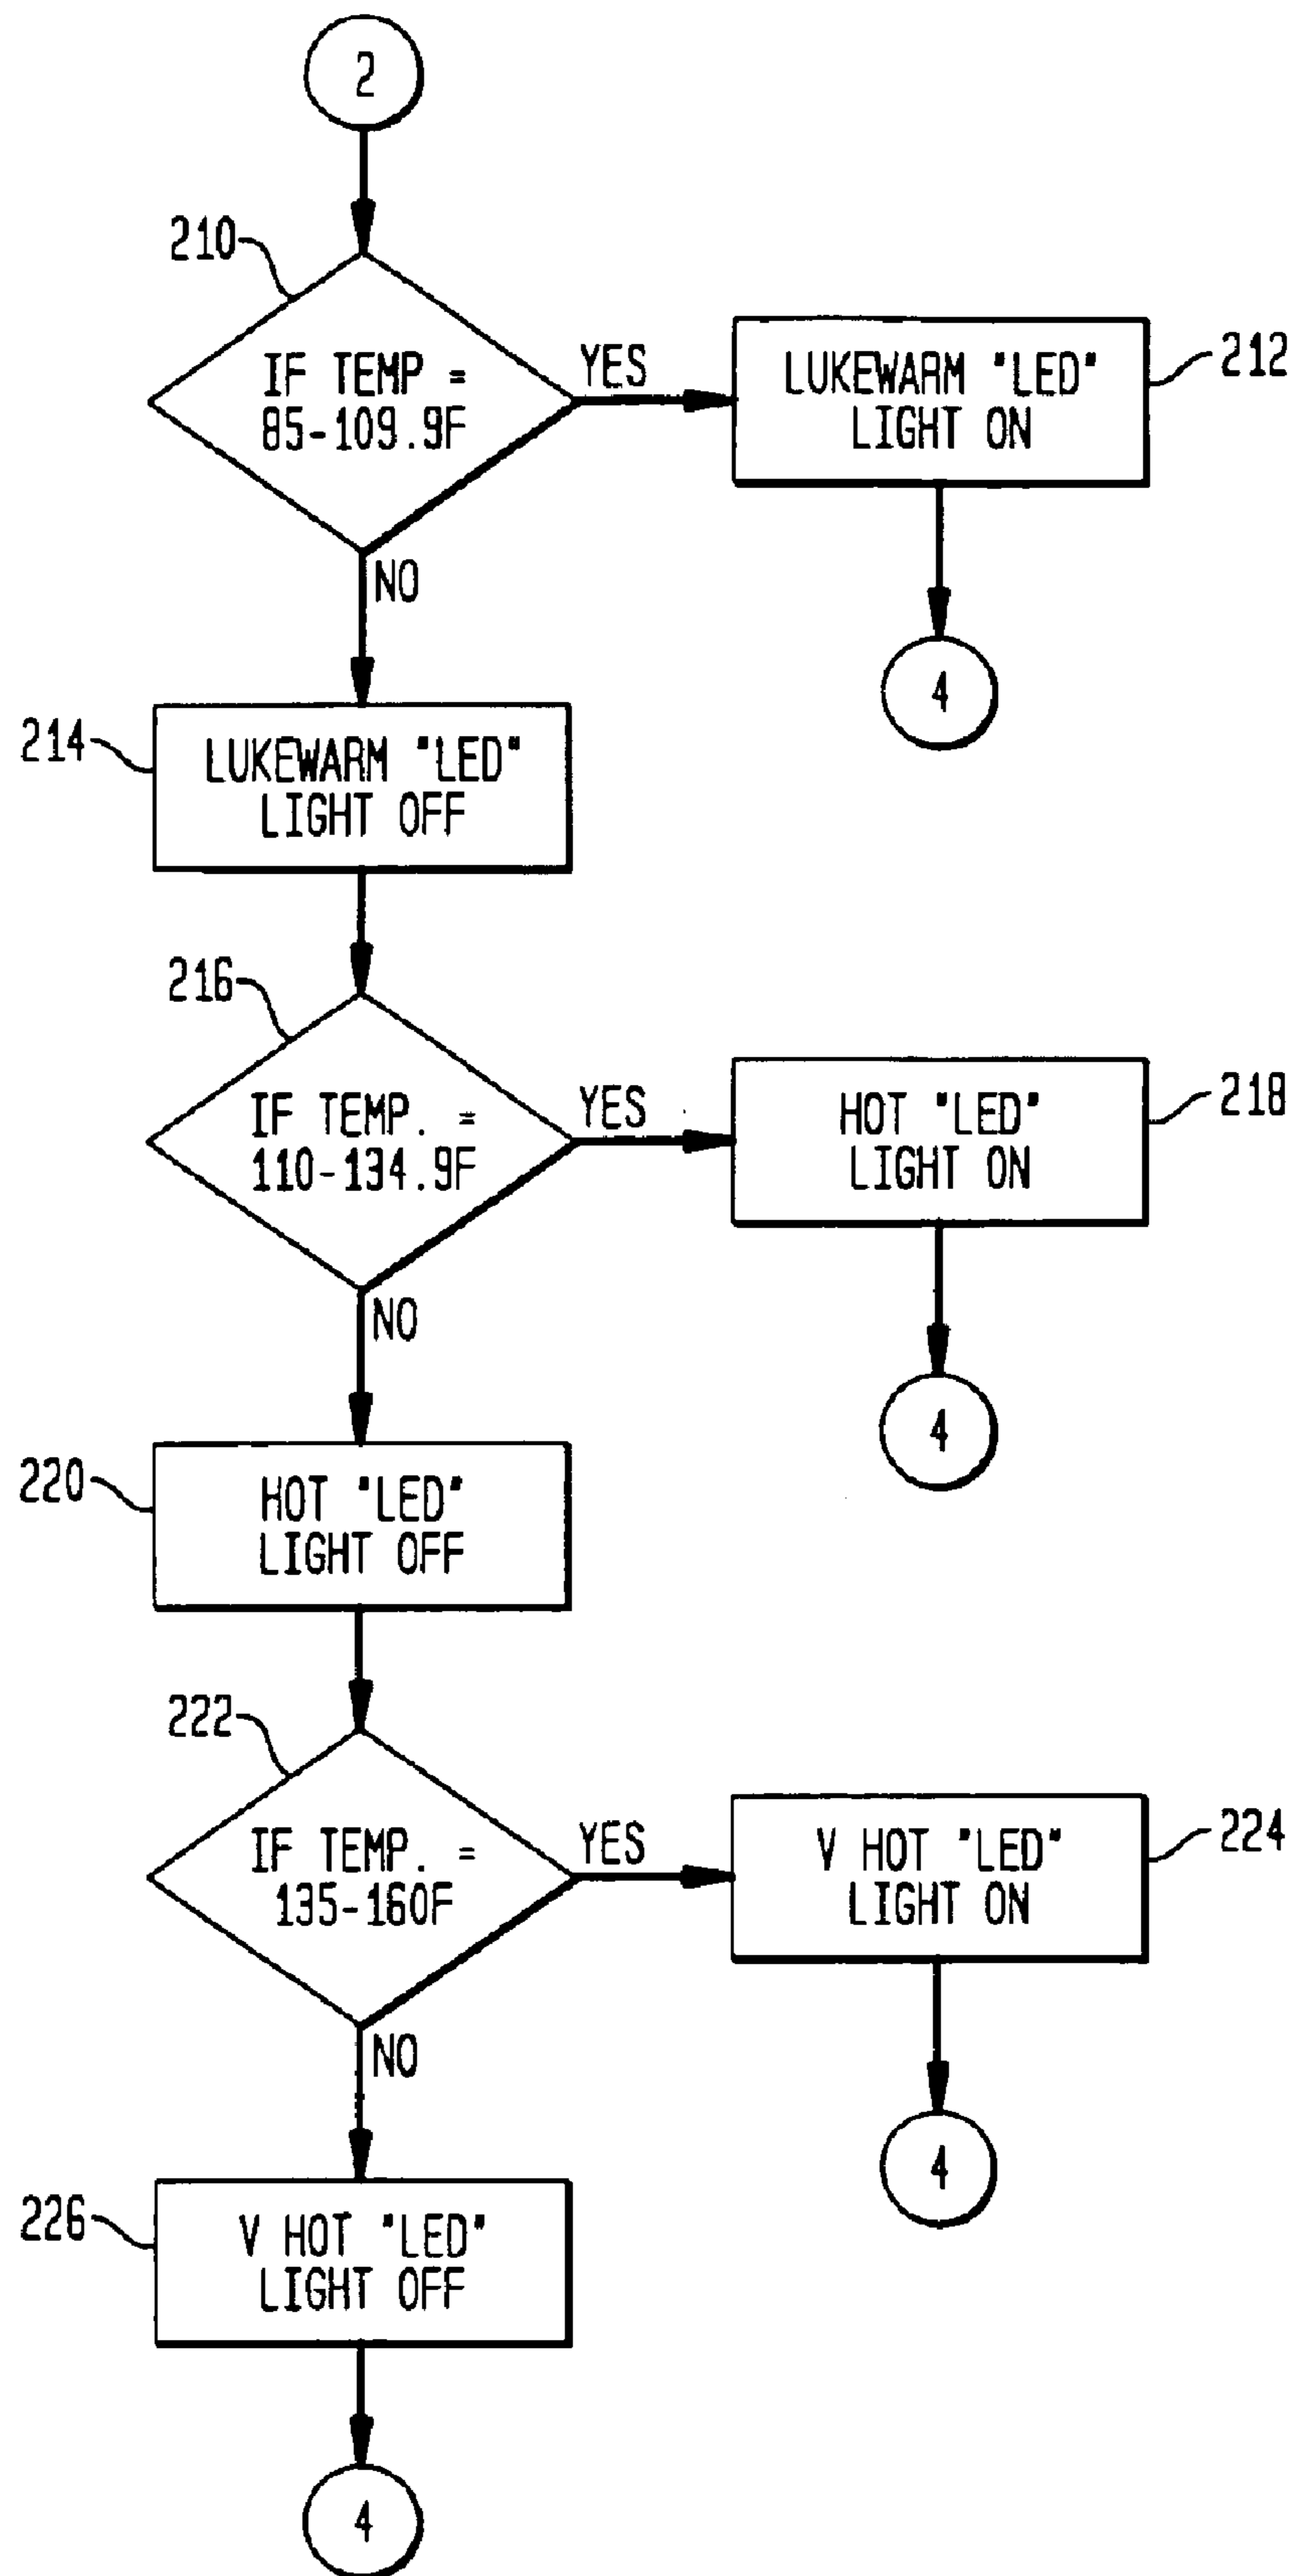 2
210
IF TEMP =
85-109.9F
YES
LUKEWARM "LED"
LIGHT ON
212
NO
4
214
LUKEWARM "LED"
LIGHT OFF
216
IF TEMP. =
110-134.9F
YES
HOT "LED"
LIGHT ON
218
NO
4
220
HOT "LED"
LIGHT OFF
222
IF TEMP. =
135-160F
YES
V HOT "LED"
LIGHT ON
224
NO
4
226
V HOT "LED"
LIGHT OFF
4